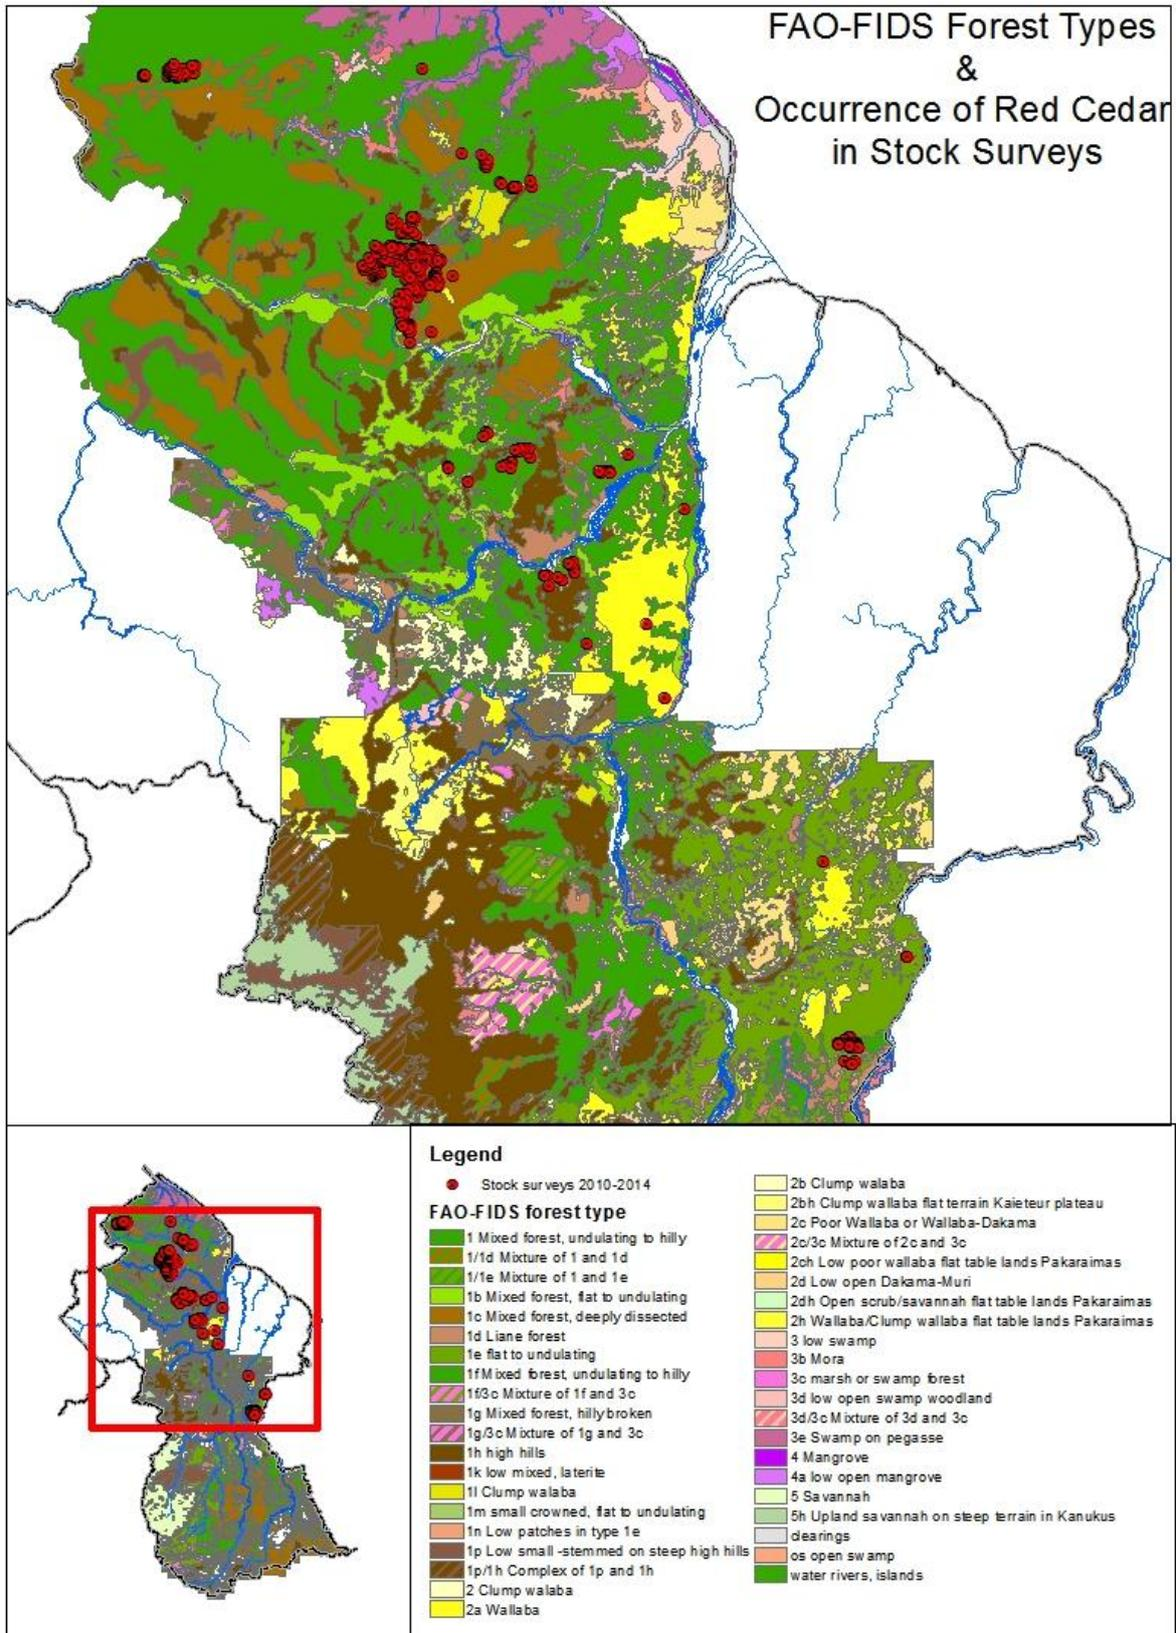 FAO-FIDS Forest Types
&
Occurrence of Red Cedar
in Stock Surveys
Legend
Stock surveys 2010-2014
FAO-FIDS forest type
1 Mixed forest, undulating to hilly
1/1d Mixture of 1 and 1d
1/1e Mixture of 1 and 1e
1b Mixed forest, flat to undulating
1c Mixed forest, deeply dissected
1d Liane forest
1e flat to undulating
1f Mixed forest, undulating to hilly
1f/3c Mixture of 1f and 3c
1g Mixed forest, hilly broken
1g/3c Mixture of 1g and 3c
1h high hills
1k low mixed, laterite
1l Clump walaba
1m small crowned, flat to undulating
1n Low patches in type 1e
1p Low small -stemmed on steep high hills
1p/1h Complex of 1p and 1h
2 Clump walaba
2a Wallaba
2b Clump walaba
2bh Clump wallaba flat terrain Kaieteur plateau
2c Poor Wallaba or Wallaba-Dakama
2c/3c Mixture of 2c and 3c
2ch Low poor wallaba flat table lands Pakaraimas
2d Low open Dakama-Muri
2dh Open scrub/savannah flat table lands Pakaraimas
2h Wallaba/Clump wallaba flat table lands Pakaraimas
3 low swamp
3b Mora
3c marsh or swamp forest
3d low open swamp woodland
3d/3c Mixture of 3d and 3c
3e Swamp on pegasse
4 Mangrove
4a low open mangrove
5 Savannah
5h Upland savannah on steep terrain in Kanukus
clearings
os open swamp
water rivers, islands